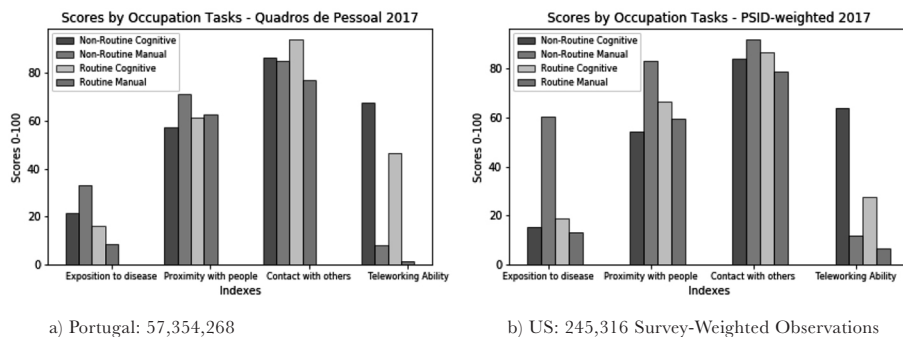 Scores by Occupation Tasks - Quadros de Pessoal 2017
Non-Routine Cognitive
Non-Routine Manual
Routine Cognitive
Routine Manual
Scores 0-100
80
60
40
20
0
Exposition to disease Proximity with people Contact with others Teleworking Ability
Indexes
a) Portugal: 57,354,268
Scores by Occupation Tasks - PSID-weighted 2017
Non-Routine Cognitive
Non-Routine Manual
Routine Cognitive
Routine Manual
Scores 0-100
80
60
40
20
0
Exposition to disease Proximity with people Contact with others Teleworking Ability
Indexes
b) US: 245,316 Survey-Weighted Observations